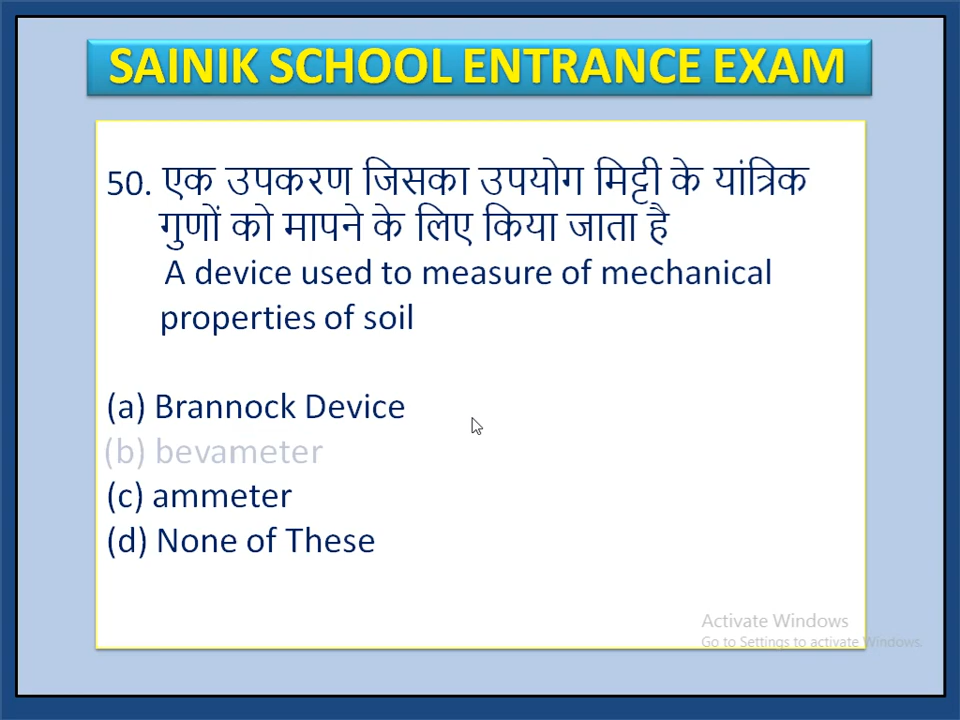 SAINIK SCHOOL ENTRANCE EXAM
50. एक उपकरण जिसका उपयोग मिट्टी के यांत्रिक
गुणों को मापने के लिए किया जाता है
A device used to measure of mechanical
properties of soil
(a) Brannock Device
(b) bevameter
(c) ammeter
(d) None of These
Activate Windows
Go to Settings to activate Windows.